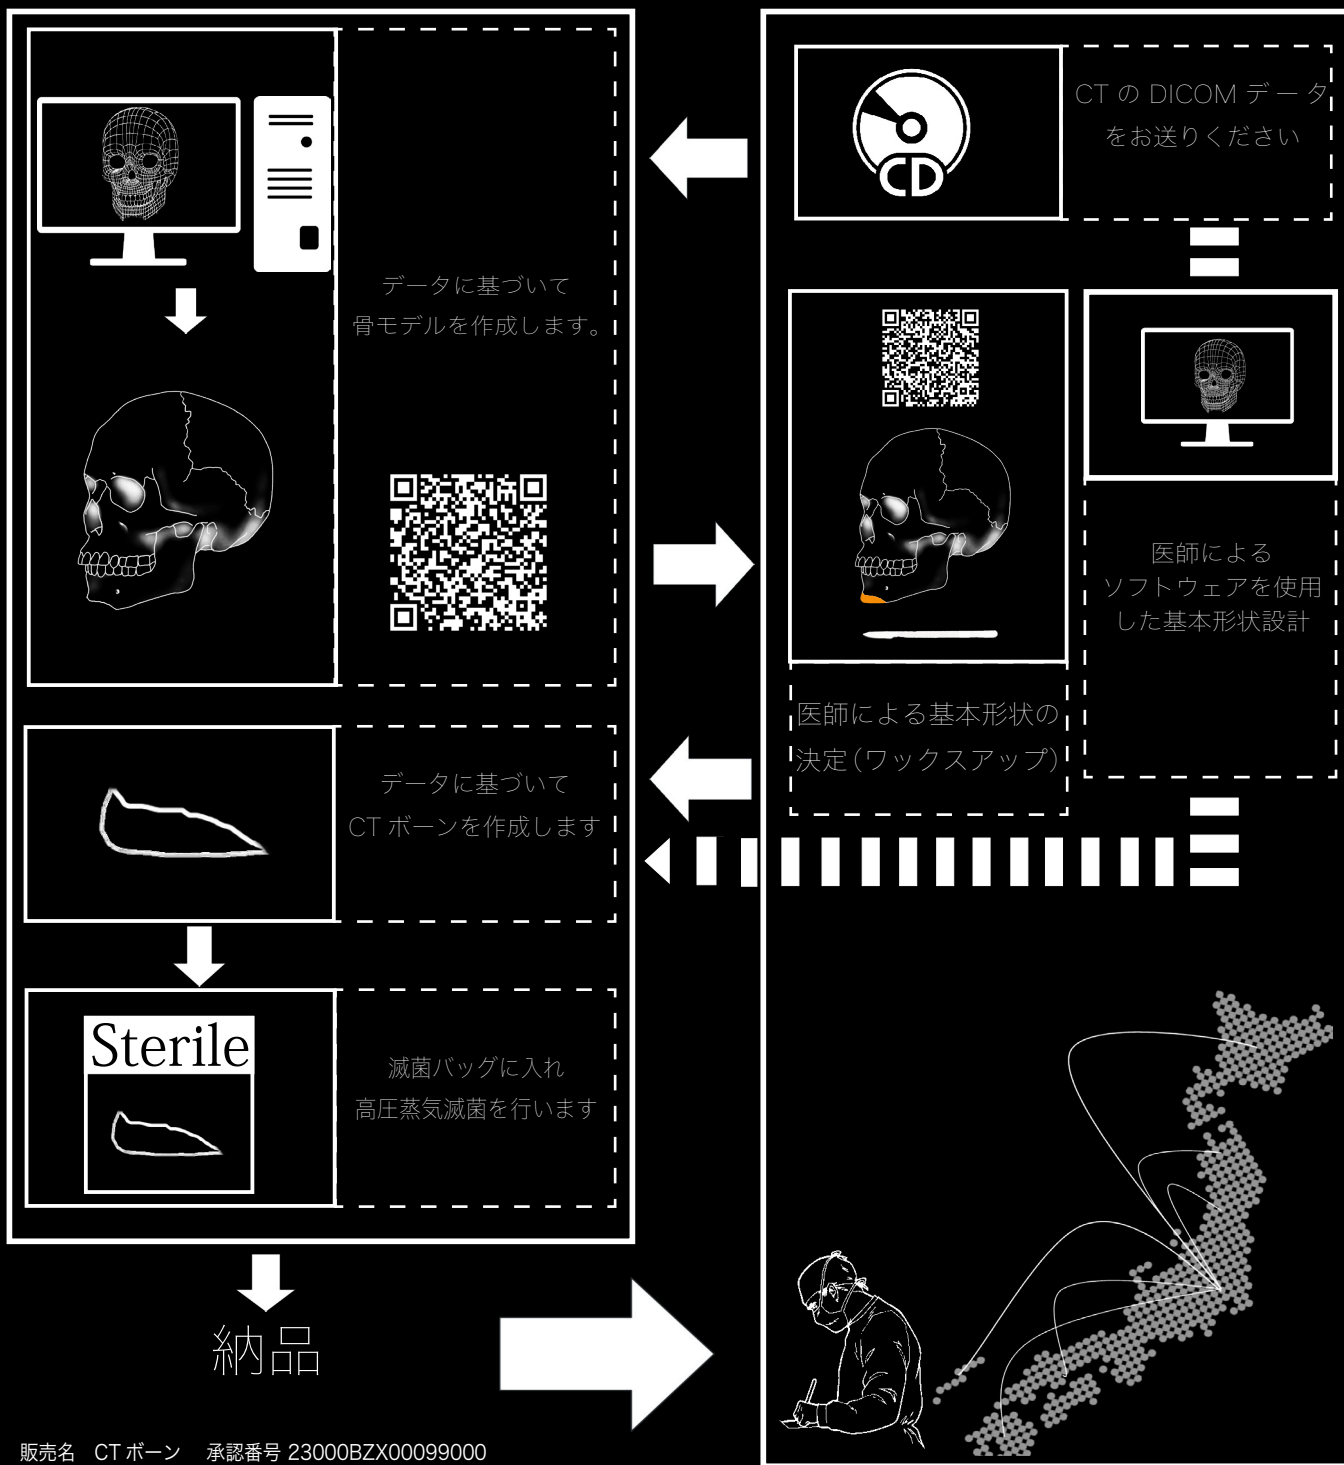 CT の DICOM データ
をお送りください
CD
データに基づいて
骨モデルを作成します。
医師による
ソフトウェアを使用
した基本形状設計
医師による基本形状の
決定(ワックスアップ)
データに基づいて
CT ボーンを作成します
Sterile
滅菌バッグに入れ
高圧蒸気滅菌を行います
納品
販売名 CT ボーン 承認番号 23000BZX00099000